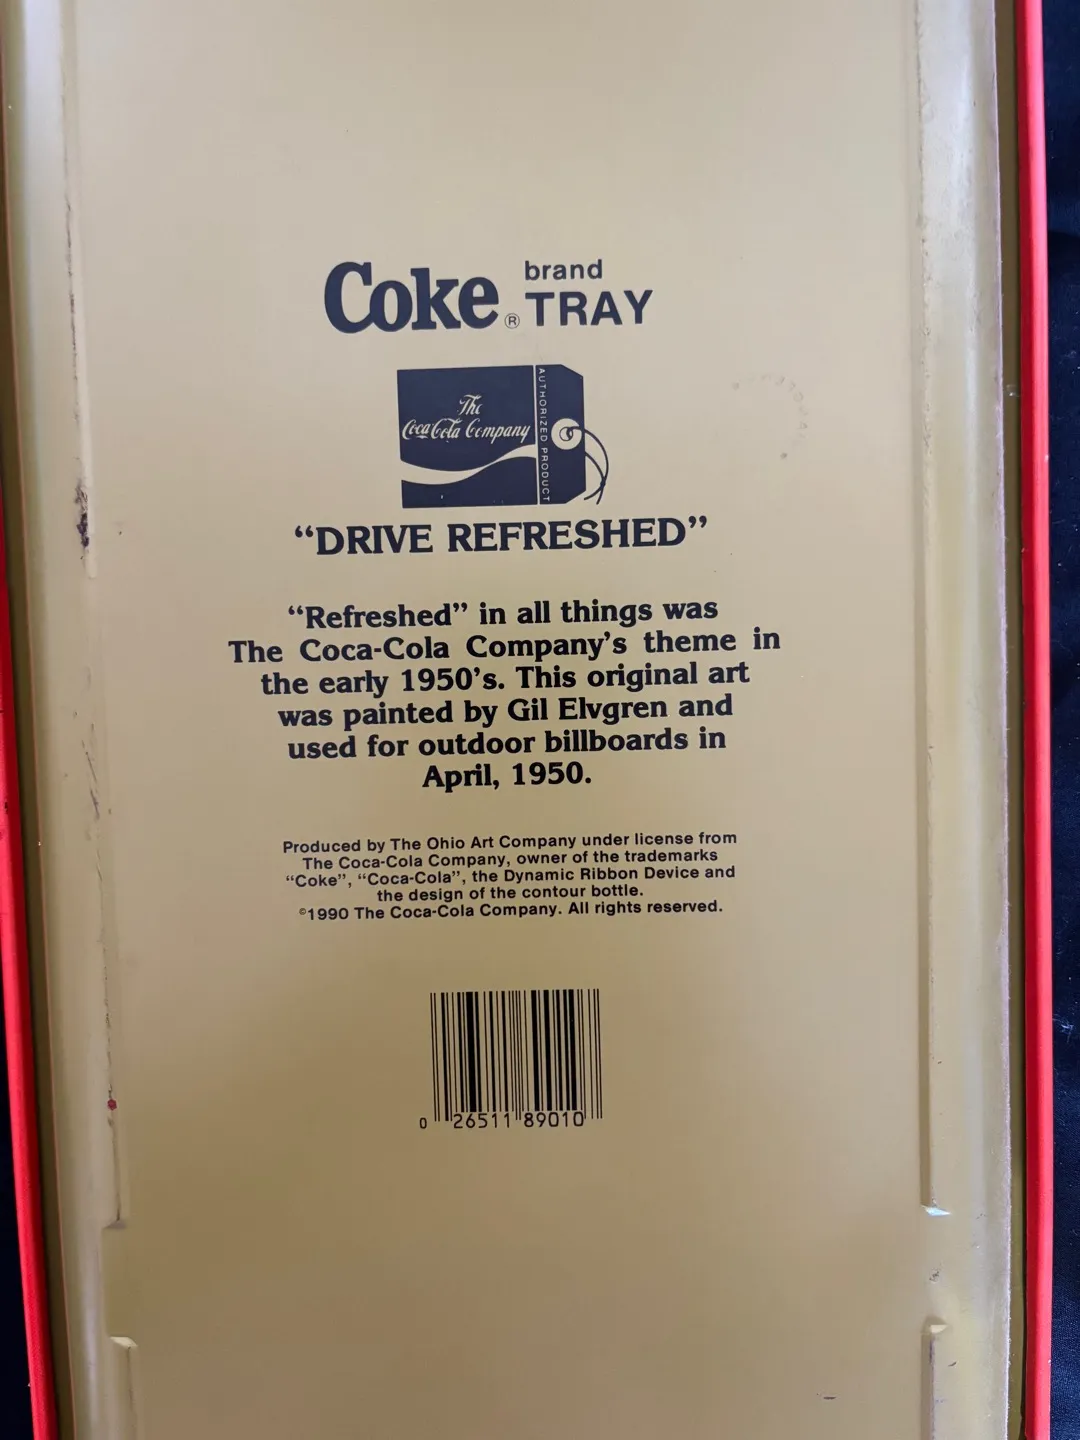 Coke® brand TRAY
The
Coca-Cola Company
AUTHORIZED PRODUCT
“DRIVE REFRESHED”
“Refreshed” in all things was
The Coca-Cola Company’s theme in
the early 1950’s. This original art
was painted by Gil Elvgren and
used for outdoor billboards in
April, 1950.
Produced by The Ohio Art Company under license from
The Coca-Cola Company, owner of the trademarks
“Coke”, “Coca-Cola”, the Dynamic Ribbon Device and
the design of the contour bottle.
©1990 The Coca-Cola Company. All rights reserved.
0 26511 89010